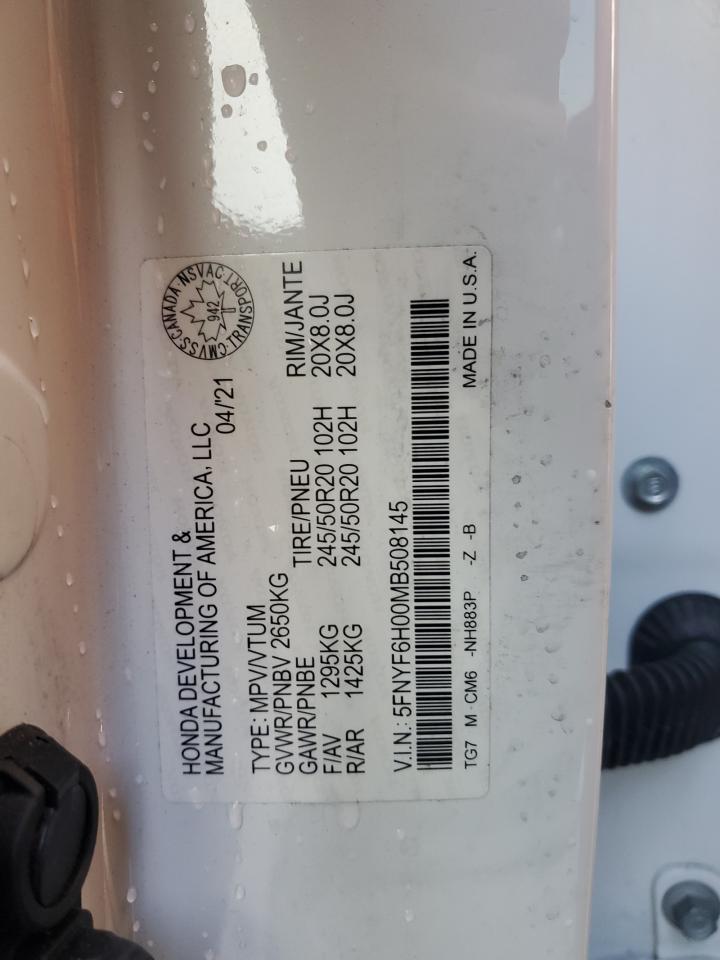 HONDA DEVELOPMENT &
MANUFACTURING OF AMERICA, LLC
04/'21
CMVSS·CANADA·NSVAC
942
TRANSPORT
TYPE: MPV/VTUM
GVWR/PNBV 2650KG
GAWR/PNBE TIRE/PNEU RIM/JANTE
F/AV 1295KG 245/50R20 102H 20X8.0J
R/AR 1425KG 245/50R20 102H 20X8.0J
V.I.N.: 5FNYF6H00MB508145
TG7 M - CM6 -NH883P -Z -B MADE IN U.S.A.